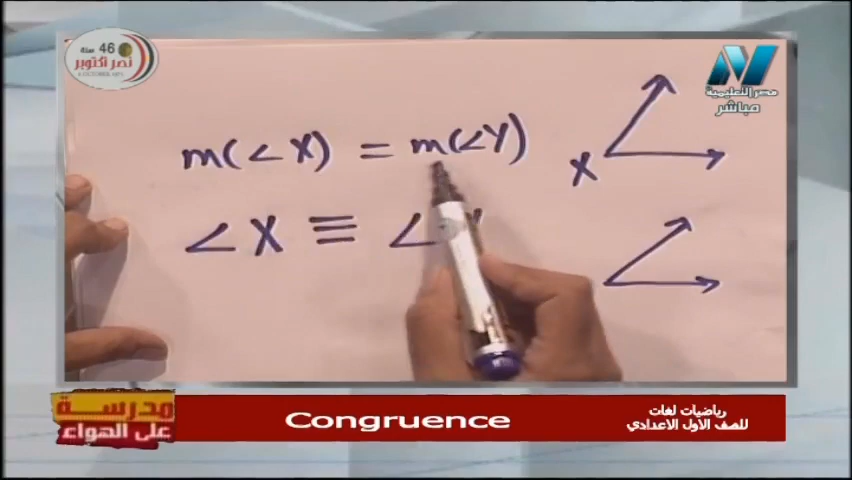 46 سنة
نصر أكتوبر
6 OCTOBER 1973
مصر التعليمية
مباشر
m(∠X) = m(∠Y)
X
∠X ≡ ∠
مدرسة
على الهواء
Congruence
رياضيات لغات
للصف الأول الاعدادي